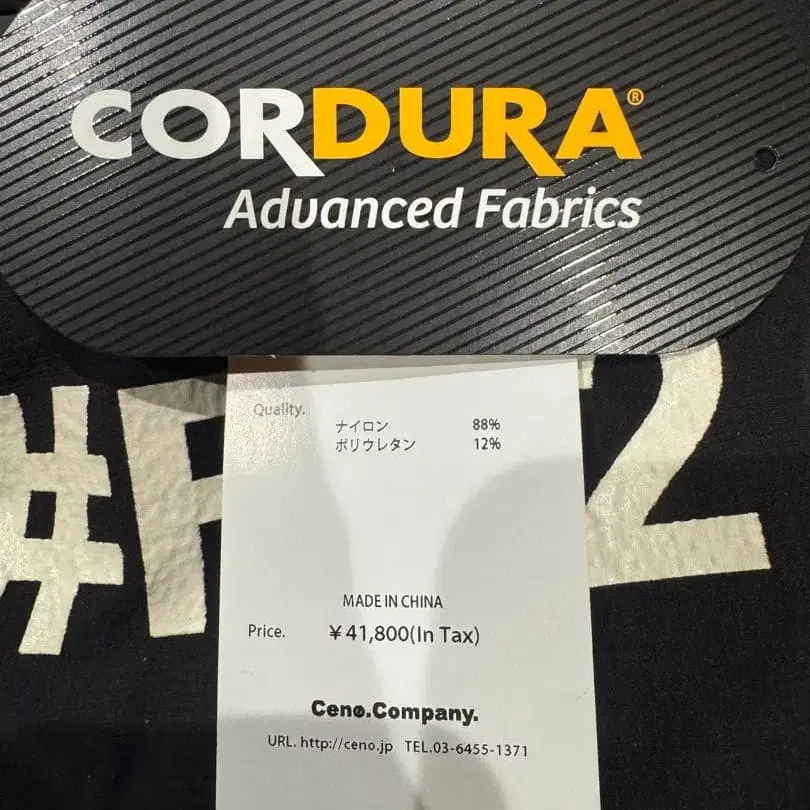 CORDURA®
Advanced Fabrics
Quality.
ナイロン 88%
ポリウレタン 12%
MADE IN CHINA
Price. ¥41,800(In Tax)
Ceno.Company.
URL. http://ceno.jp TEL.03-6455-1371